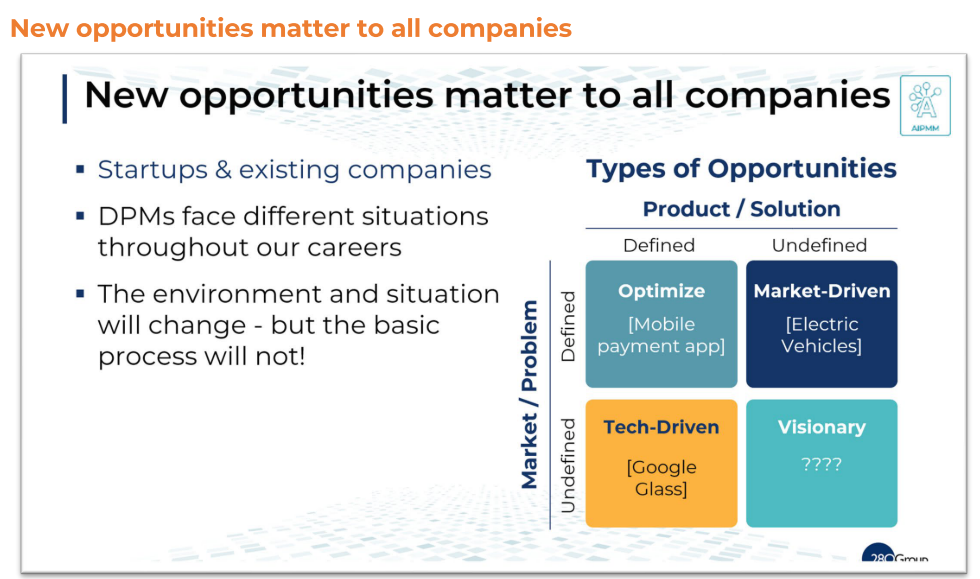 New opportunities matter to all companies
New opportunities matter to all companies
AIPMM
▪ Startups & existing companies
▪ DPMs face different situations
throughout our careers
▪ The environment and situation
will change - but the basic
process will not!
Types of Opportunities
Product / Solution
Defined
Undefined
Market / Problem
Defined
Optimize
[Mobile
payment app]
Market-Driven
[Electric
Vehicles]
Undefined
Tech-Driven
[Google
Glass]
Visionary
????
280Group